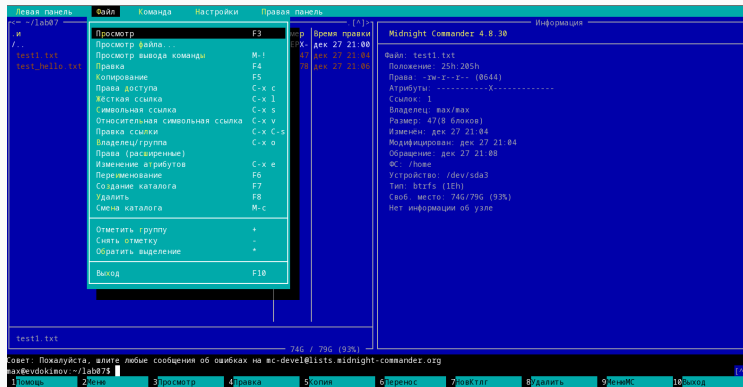 Левая панель Файл Команда Настройки Правая панель
<— ~/lab07 [^]>
.и мер Время правки
/.. ЕРХ- дек 27 21:00
test1.txt 47 дек 27 21:04
test_hello.txt 78 дек 27 21:06
Просмотр F3
Просмотр файла...
Просмотр вывода команды M-!
Правка F4
Копирование F5
Права доступа C-x c
Жёсткая ссылка C-x l
Символьная ссылка C-x s
Относительная символьная ссылка C-x v
Правка ссылки C-x C-s
Владелец/группа C-x o
Права (расширенные)
Изменение атрибутов C-x e
Переименование F6
Создание каталога F7
Удалить F8
Смена каталога M-c
Отметить группу +
Снять отметку -
Обратить выделение *
Выход F10
test1.txt
74G / 79G (93%)
Информация
Midnight Commander 4.8.30
Файл: test1.txt
Положение: 25h:205h
Права: -rw-r--r-- (0644)
Атрибуты: -----------X-------------
Ссылок: 1
Владелец: max/max
Размер: 47(8 блоков)
Изменён: дек 27 21:04
Модифицирован: дек 27 21:04
Обращение: дек 27 21:08
ФС: /home
Устройство: /dev/sda3
Тип: btrfs (1Eh)
Своб. место: 74G/79G (93%)
Нет информации об узле
Совет: Пожалуйста, шлите любые сообщения об ошибках на mc-devel@lists.midnight-commander.org
max@evdokimov:~/lab07$ [^
1Помощь 2Меню 3Просмотр 4Правка 5Копия 6Перенос 7НовКтлг 8Удалить 9МенюMC 10Выход